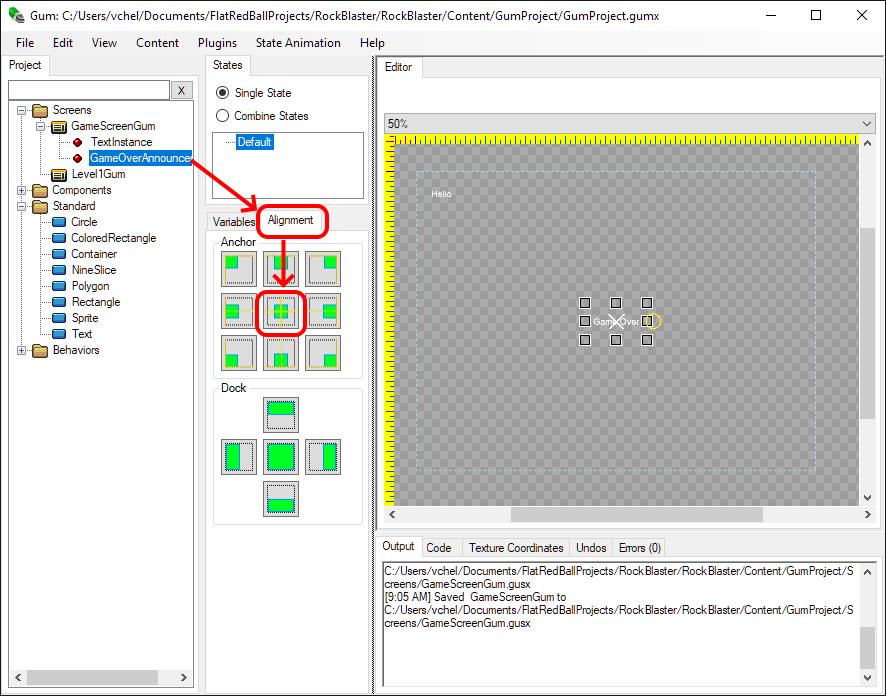 Gum: C:/Users/vchel/Documents/FlatRedBallProjects/RockBlaster/RockBlaster/Content/GumProject/GumProject.gumx
File Edit View Content Plugins State Animation Help
Project
X
Screens
GameScreenGum
TextInstance
GameOverAnnounce
Level1Gum
Components
Standard
Circle
ColoredRectangle
Container
NineSlice
Polygon
Rectangle
Sprite
Text
Behaviors
States
Single State
Combine States
Default
Variables Alignment
Anchor
Dock
Editor
50%
Hello
Game Over
Output Code Texture Coordinates Undos Errors (0)
C:/Users/vchel/Documents/FlatRedBallProjects/RockBlaster/RockBlaster/Content/GumProject/S
creens/GameScreenGum.gusx
[9:05 AM] Saved GameScreenGum to
C:/Users/vchel/Documents/FlatRedBallProjects/RockBlaster/RockBlaster/Content/GumProject/S
creens/GameScreenGum.gusx